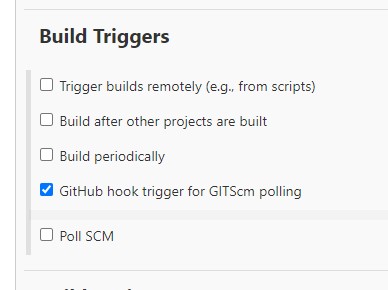 Build Triggers
Trigger builds remotely (e.g., from scripts)
Build after other projects are built
Build periodically
GitHub hook trigger for GITScm polling
Poll SCM